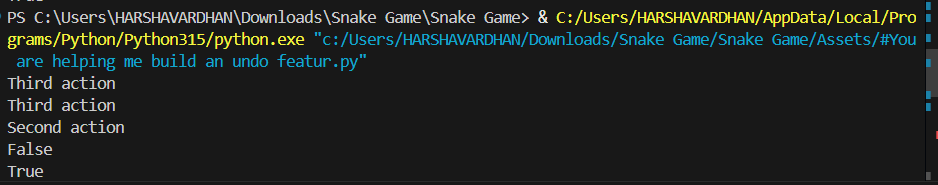 PS C:\Users\HARSHAVARDHAN\Downloads\Snake Game\Snake Game> & C:/Users/HARSHAVARDHAN/AppData/Local/Pro
grams/Python/Python315/python.exe "c:/Users/HARSHAVARDHAN/Downloads/Snake Game/Snake Game/Assets/#You
 are helping me build an undo featur.py"
Third action
Third action
Second action
False
True